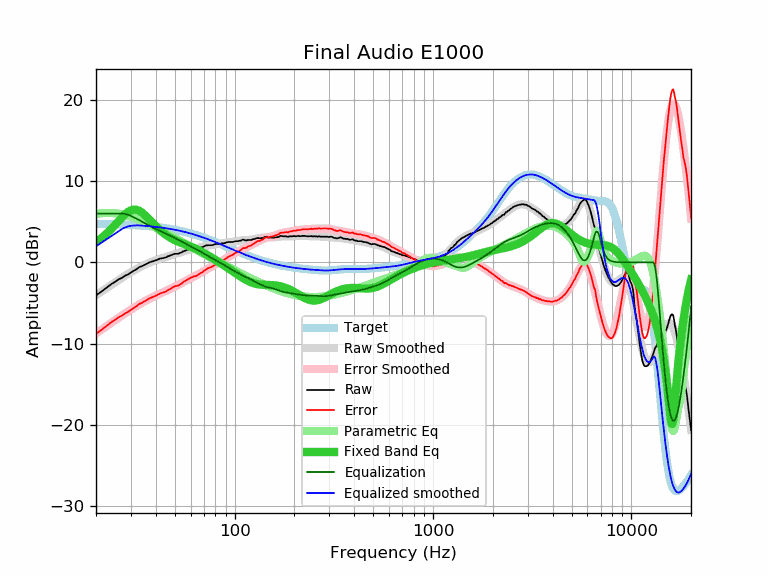 Final Audio E1000
Amplitude (dBr)
20
10
0
−10
−20
−30
Target
Raw Smoothed
Error Smoothed
Raw
Error
Parametric Eq
Fixed Band Eq
Equalization
Equalized smoothed
100
1000
10000
Frequency (Hz)